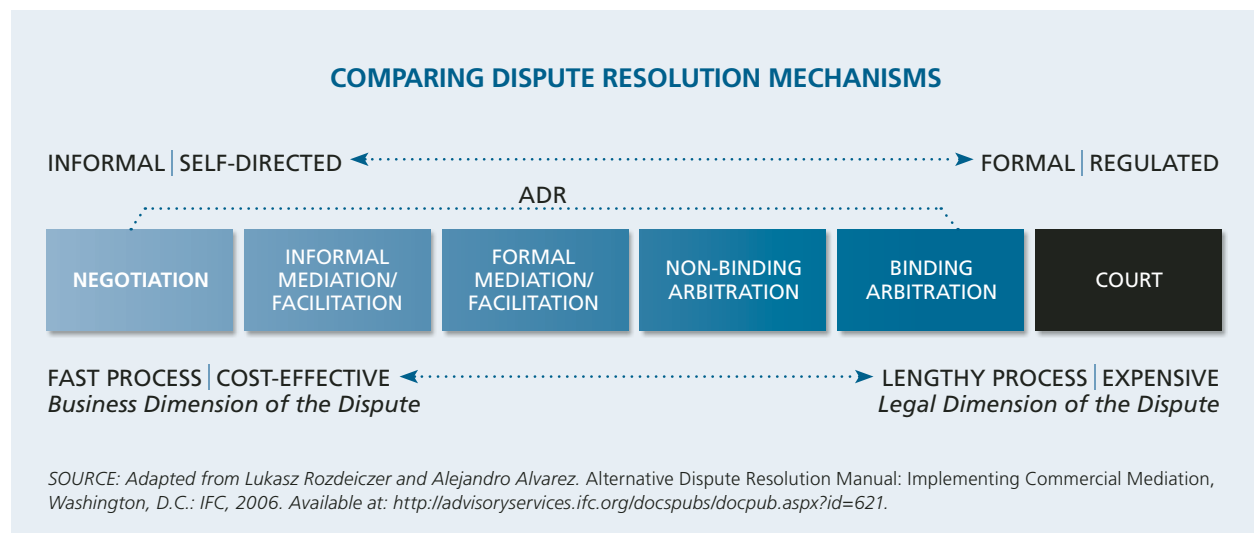 COMPARING DISPUTE RESOLUTION MECHANISMS
INFORMAL | SELF-DIRECTED
FORMAL | REGULATED
ADR
NEGOTIATION
INFORMAL
MEDIATION/
FACILITATION
FORMAL
MEDIATION/
FACILITATION
NON-BINDING
ARBITRATION
BINDING
ARBITRATION
COURT
FAST PROCESS | COST-EFFECTIVE
Business Dimension of the Dispute
LENGTHY PROCESS | EXPENSIVE
Legal Dimension of the Dispute
SOURCE: Adapted from Lukasz Rozdeiczer and Alejandro Alvarez. Alternative Dispute Resolution Manual: Implementing Commercial Mediation,
Washington, D.C.: IFC, 2006. Available at: http://advisoryservices.ifc.org/docspubs/docpub.aspx?id=621.